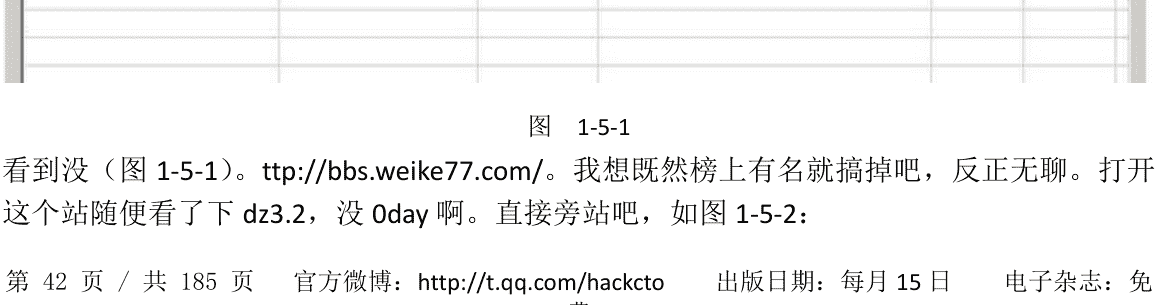 图 1-5-1
看到没（图 1-5-1）。ttp://bbs.weike77.com/。我想既然榜上有名就搞掉吧，反正无聊。打开
这个站随便看了下 dz3.2，没 0day 啊。直接旁站吧，如图 1-5-2：
第 42 页 / 共 185 页 官方微博：http://t.qq.com/hackcto 出版日期：每月 15 日 电子杂志：免